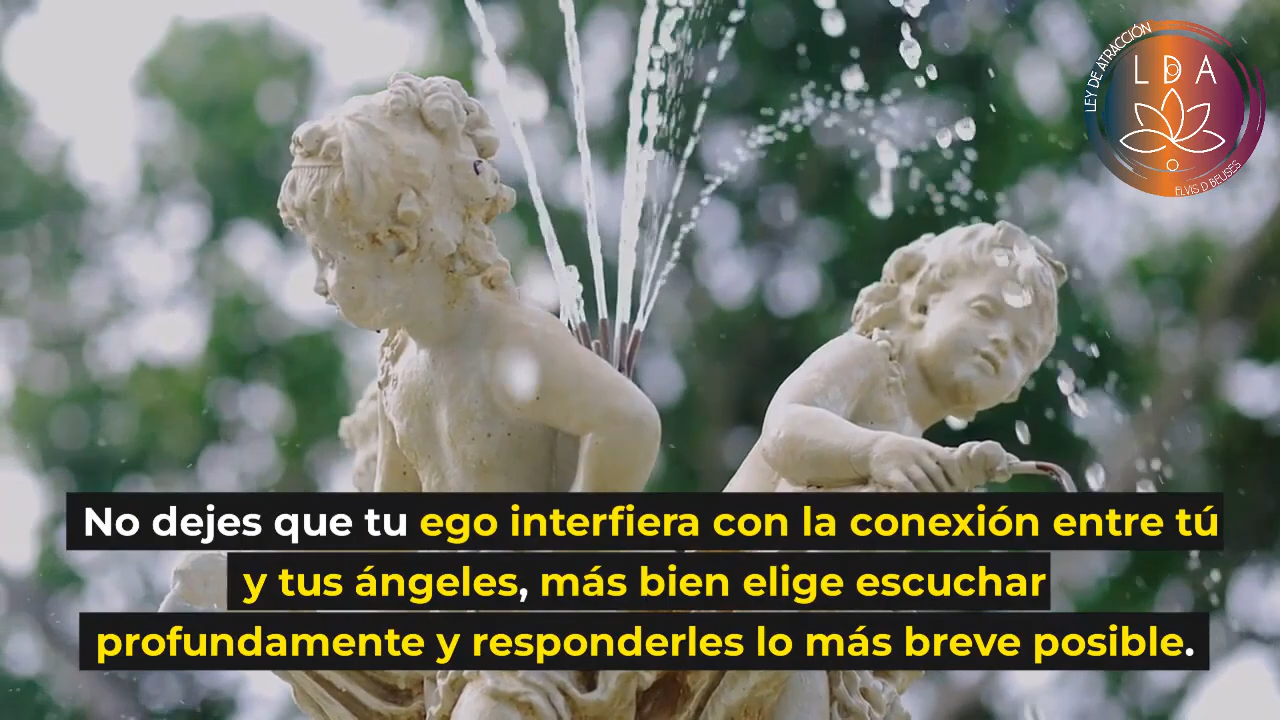 LEY DE ATRACCIÓN
LDA
ELVIS D BELISES
No dejes que tu ego interfiera con la conexión entre tú
y tus ángeles, más bien elige escuchar
profundamente y responderles lo más breve posible.